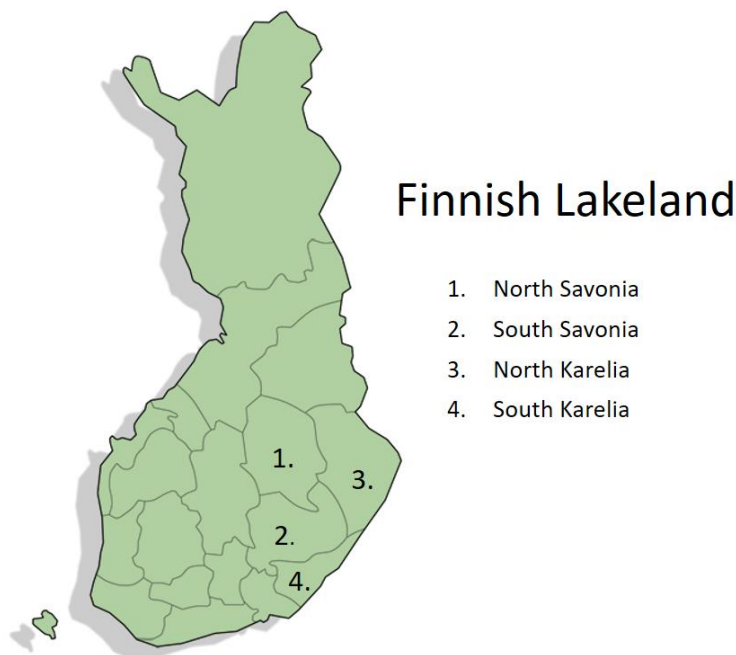 Finnish Lakeland
1. North Savonia
2. South Savonia
3. North Karelia
4. South Karelia
1.
3.
2.
4.